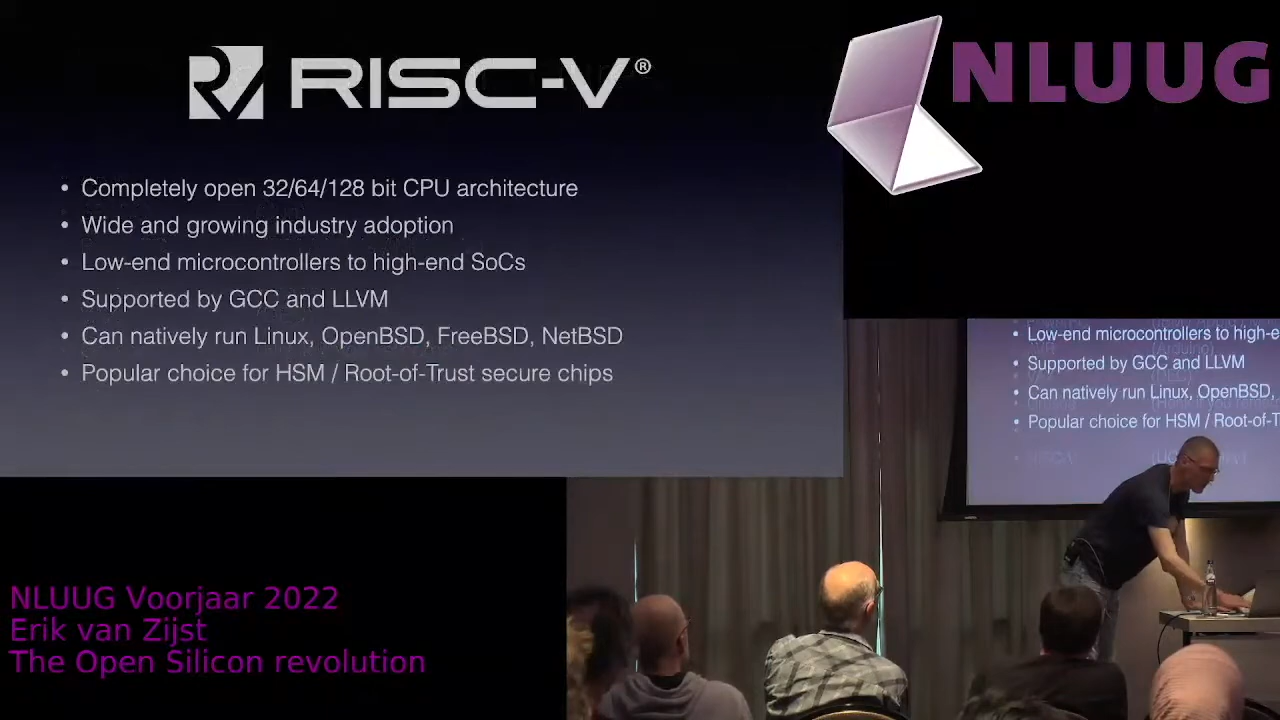 RISC-V®
NLUUG
• Completely open 32/64/128 bit CPU architecture
• Wide and growing industry adoption
• Low-end microcontrollers to high-end SoCs
• Supported by GCC and LLVM
• Can natively run Linux, OpenBSD, FreeBSD, NetBSD
• Popular choice for HSM / Root-of-Trust secure chips
• Low-end microcontrollers to high-e
• Supported by GCC and LLVM
• Can natively run Linux, OpenBSD,
• Popular choice for HSM / Root-of-T
NLUUG Voorjaar 2022
Erik van Zijst
The Open Silicon revolution